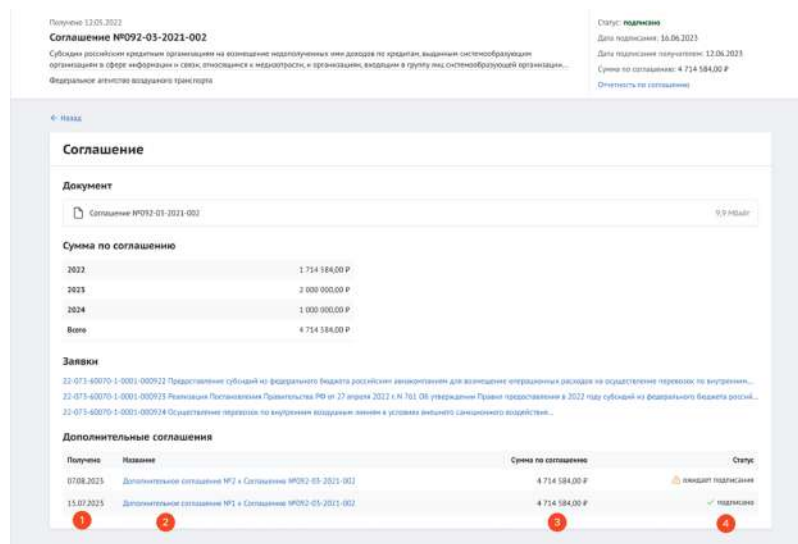 Получено 12.05.2022
Соглашение №092-03-2021-002
Субсидии российским кредитным организациям на возмещение недополученных ими доходов по кредитам, выданным системообразующим
организациям в сфере информации и связи, относящимся к медиаотрасли, и организациям, входящим в группу лиц системообразующей организации...
Федеральное агентство воздушного транспорта
Статус: подписано
Дата подписания: 16.06.2023
Дата подписания получателем: 12.06.2023
Сумма по соглашению: 4 714 584,00 ₽
Отчетность по соглашению
← Назад
Соглашение
Документ
Соглашение №092-03-2021-002
9,9 Мбайт
Сумма по соглашению
2022 1 714 584,00 ₽
2023 2 000 000,00 ₽
2024 1 000 000,00 ₽
Всего 4 714 584,00 ₽
Заявки
22-073-60070-1-0001-000922 Предоставление субсидий из федерального бюджета российским авиакомпаниям для возмещение операционных расходов на осуществление перевозок по внутренним...
22-073-60070-1-0001-000923 Реализация Постановления Правительства РФ от 27 апреля 2022 г. N 761 Об утверждении Правил предоставления в 2022 году субсидий из федерального бюджета россий...
22-073-60070-1-0001-000924 Осуществление перевозок по внутренним воздушным линиям в условиях внешнего санкционного воздействия...
Дополнительные соглашения
Получено Название Сумма по соглашению Статус
07.08.2023 Дополнительное соглашение №2 к Соглашению №092-03-2021-002 4 714 584,00 ₽ ожидает подписания
15.07.2023 Дополнительное соглашение №1 к Соглашению №092-03-2021-002 4 714 584,00 ₽ подписано
1 2 3 4